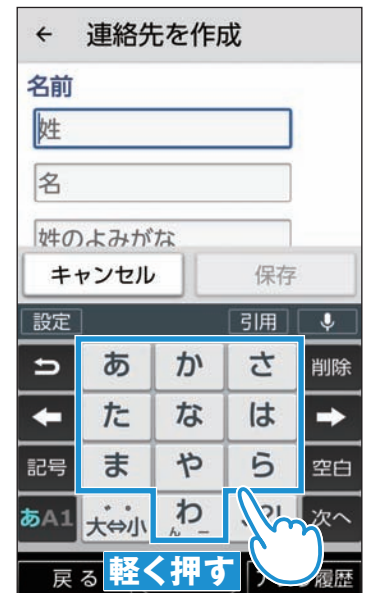 ← 連絡先を作成
名前
姓
名
姓のよみがな
キャンセル 保存
設定 引用
あ か さ 削除
← た な は →
記号 ま や ら 空白
あA1 大⇔小 わ 次へ
ん ー
戻る 軽く押す 履歴